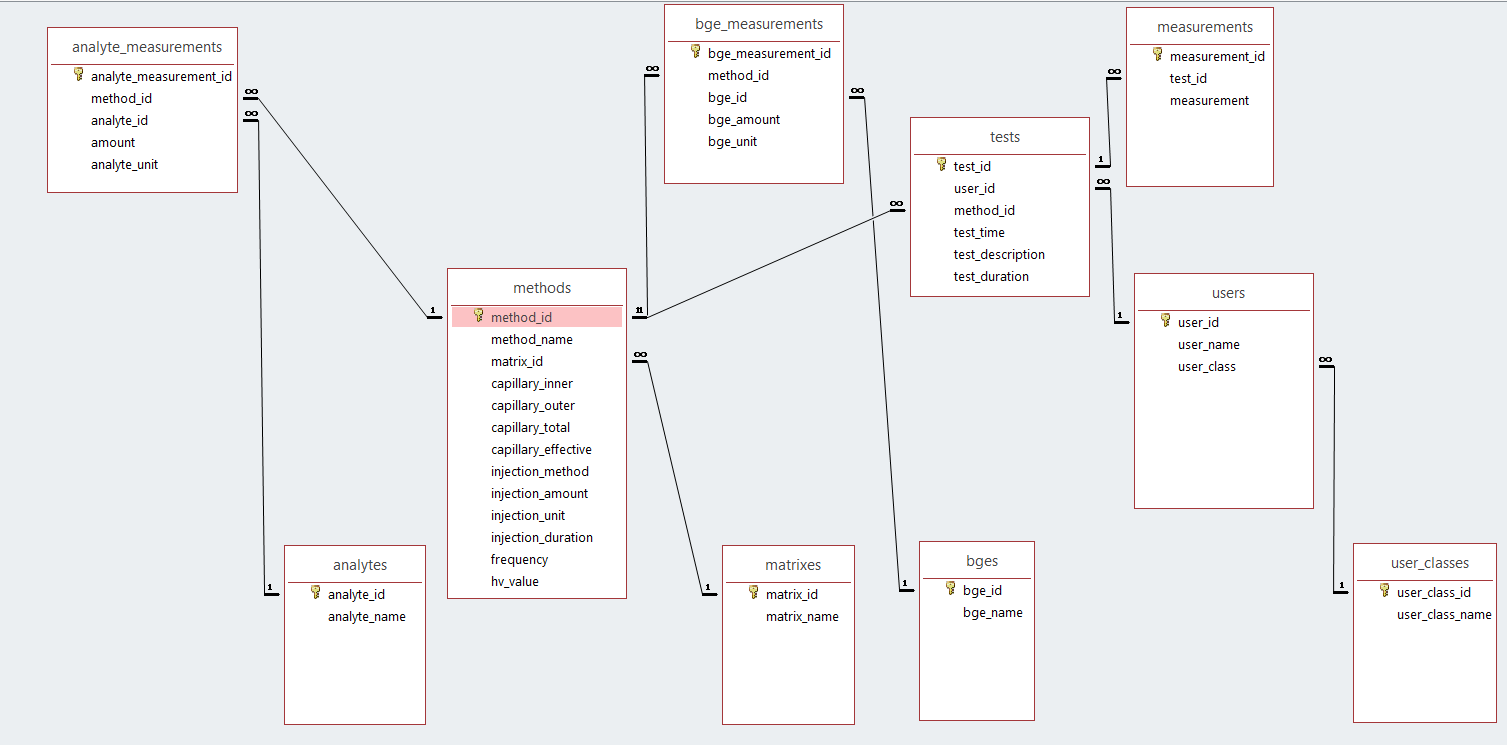 analyte_measurements
analyte_measurement_id
method_id
analyte_id
amount
analyte_unit
bge_measurements
bge_measurement_id
method_id
bge_id
bge_amount
bge_unit
measurements
measurement_id
test_id
measurement
tests
test_id
user_id
method_id
test_time
test_description
test_duration
methods
method_id
method_name
matrix_id
capillary_inner
capillary_outer
capillary_total
capillary_effective
injection_method
injection_amount
injection_unit
injection_duration
frequency
hv_value
users
user_id
user_name
user_class
analytes
analyte_id
analyte_name
matrixes
matrix_id
matrix_name
bges
bge_id
bge_name
user_classes
user_class_id
user_class_name
∞
∞
∞
∞
∞
1
∞
∞
1
11
∞
1
∞
1
1
1
1